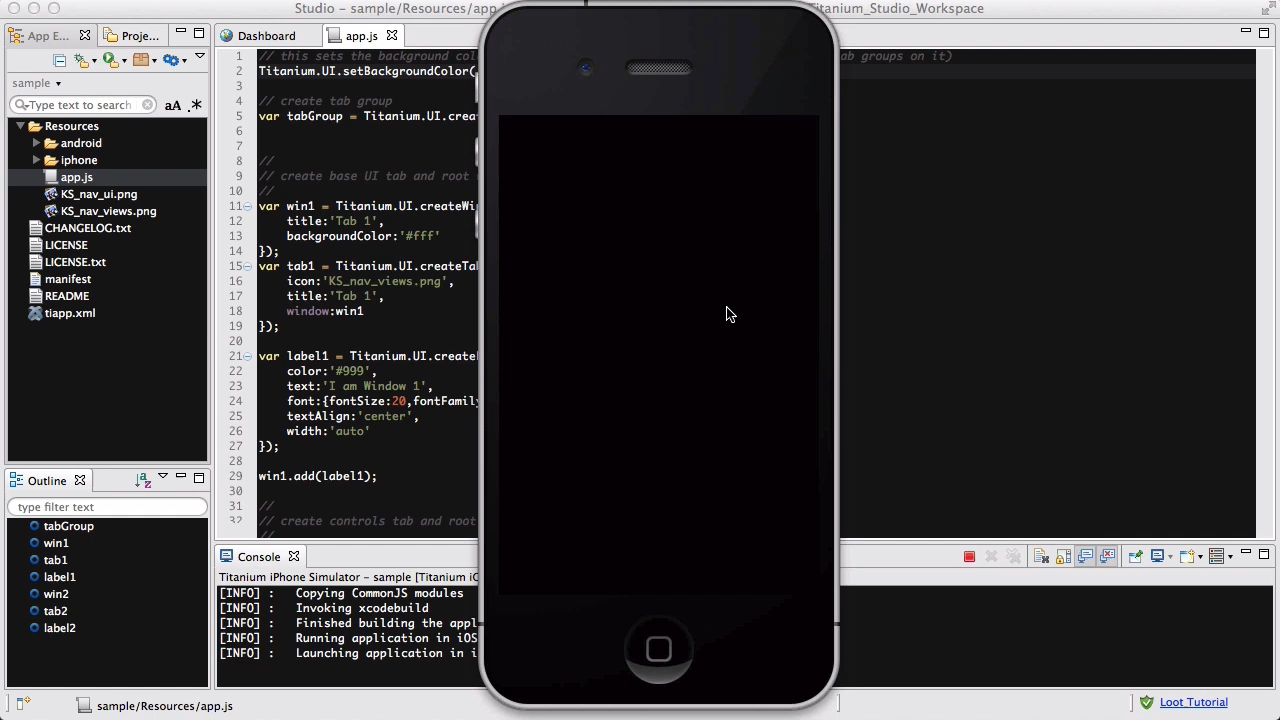 Studio - sample/Resources/app.j
Titanium_Studio_Workspace
App E...
Proje...
Dashboard
app.js
sample
Type text to search
aA .*
Resources
android
iphone
app.js
KS_nav_ui.png
KS_nav_views.png
CHANGELOG.txt
LICENSE
LICENSE.txt
manifest
README
tiapp.xml
1 // this sets the background col
ab groups on it)
2 Titanium.UI.setBackgroundColor(
3
4 // create tab group
5 var tabGroup = Titanium.UI.crea
6
7
8 //
9 // create base UI tab and root
10 //
11 var win1 = Titanium.UI.createWin
12 title:'Tab 1',
13 backgroundColor:'#fff'
14 });
15 var tab1 = Titanium.UI.createTab
16 icon:'KS_nav_views.png',
17 title:'Tab 1',
18 window:win1
19 });
20
21 var label1 = Titanium.UI.createL
22 color:'#999',
23 text:'I am Window 1',
24 font:{fontSize:20,fontFamily
25 textAlign:'center',
26 width:'auto'
27 });
28
29 win1.add(label1);
30
31 //
32 // create controls tab and root
//
Outline
type filter text
tabGroup
win1
tab1
label1
win2
tab2
label2
Console
Titanium iPhone Simulator - sample [Titanium iO
[INFO] : Copying CommonJS modules
[INFO] : Invoking xcodebuild
[INFO] : Finished building the appl
[INFO] : Running application in iOS
[INFO] : Launching application in i
sample/Resources/app.js
Loot Tutorial